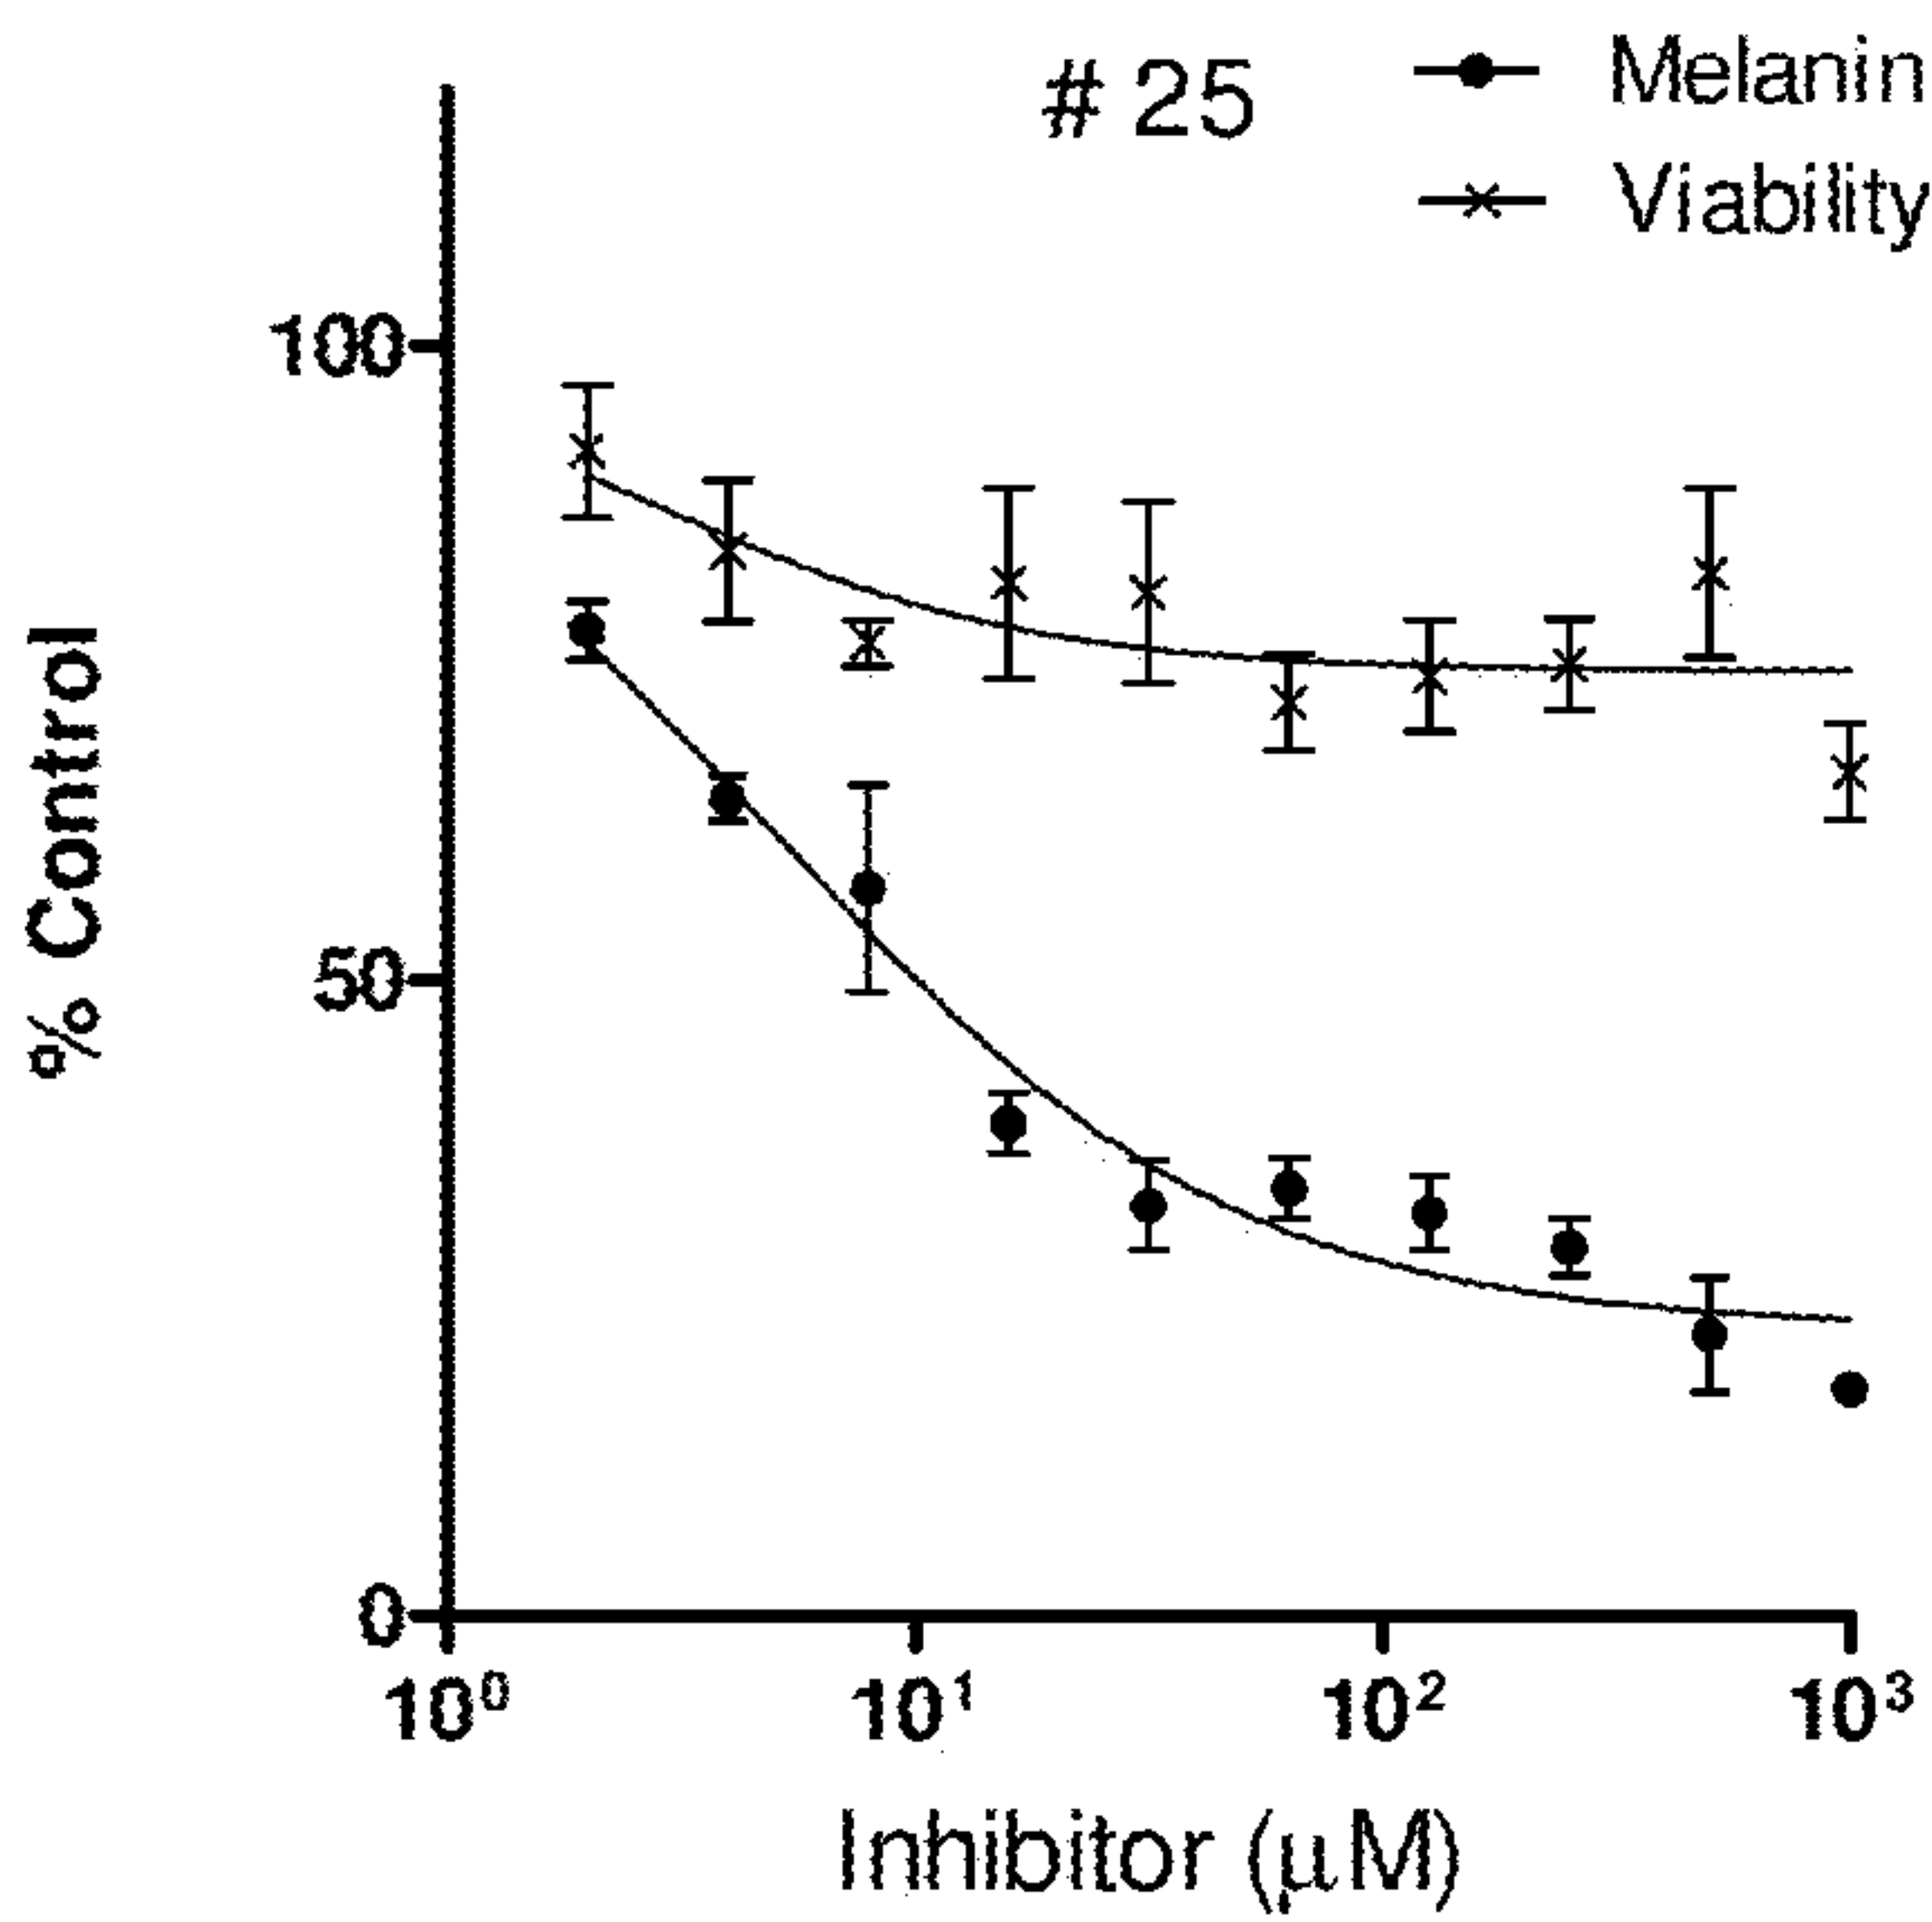 # 25
Melanin
Viability
% Control
100
50
0
10⁰
10¹
10²
10³
Inhibitor (µM)